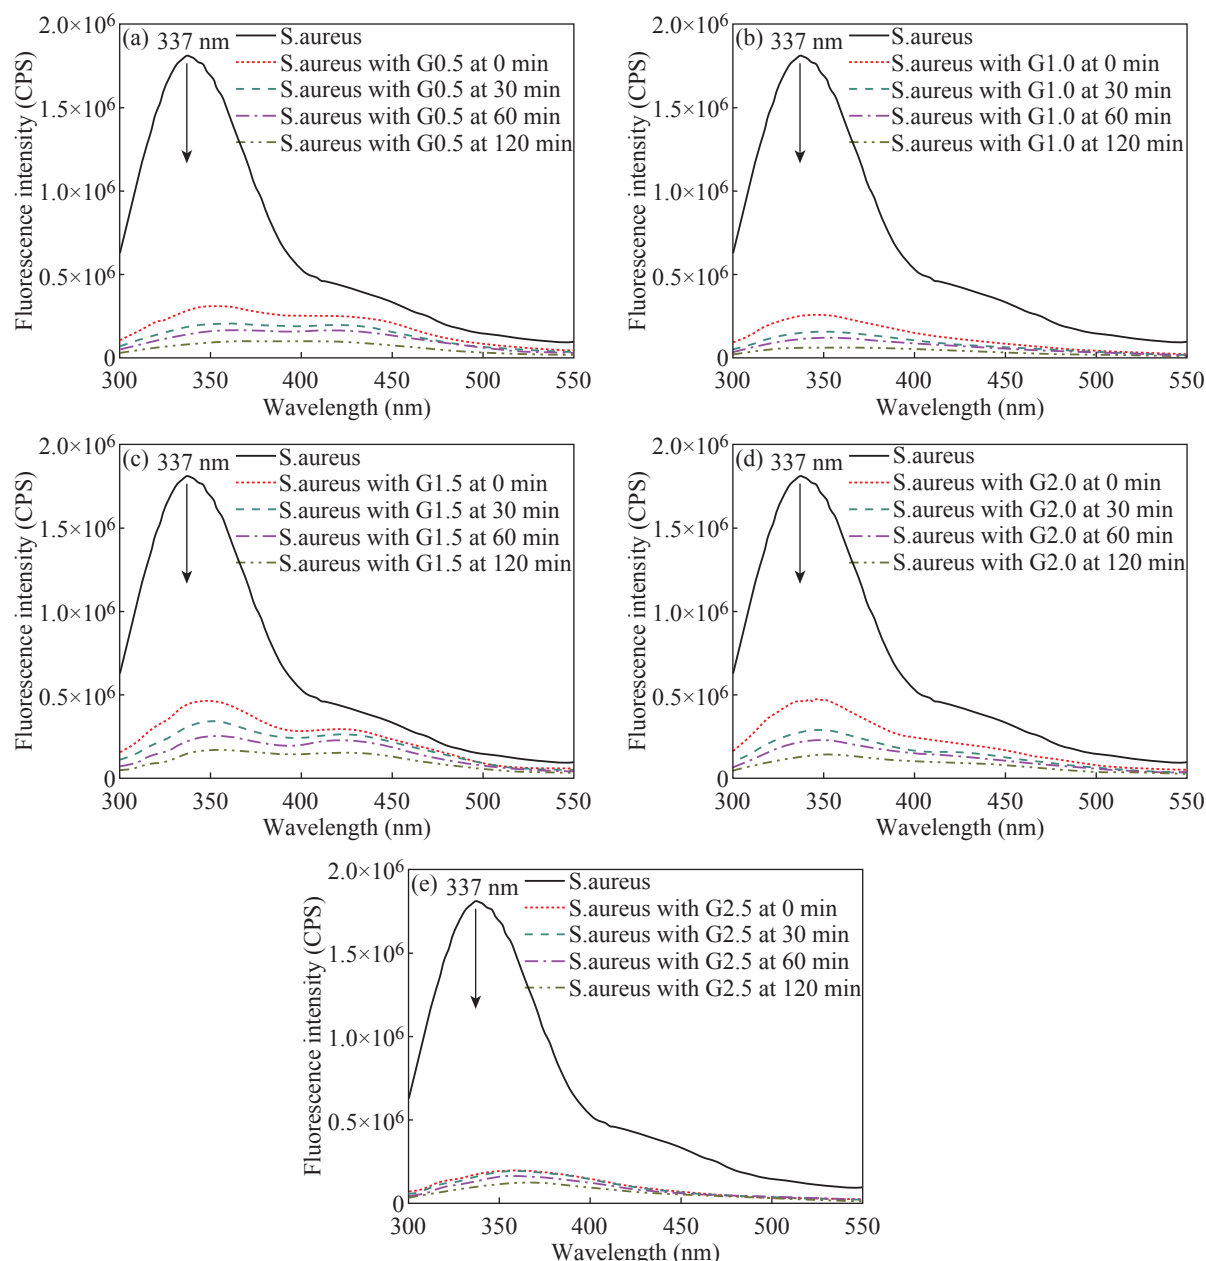 (a) 337 nm
S.aureus
S.aureus with G0.5 at 0 min
S.aureus with G0.5 at 30 min
S.aureus with G0.5 at 60 min
S.aureus with G0.5 at 120 min
Fluorescence intensity (CPS)
2.0×10⁶
1.5×10⁶
1.0×10⁶
0.5×10⁶
0
300 350 400 450 500 550
Wavelength (nm)
(b) 337 nm
S.aureus
S.aureus with G1.0 at 0 min
S.aureus with G1.0 at 30 min
S.aureus with G1.0 at 60 min
S.aureus with G1.0 at 120 min
Fluorescence intensity (CPS)
2.0×10⁶
1.5×10⁶
1.0×10⁶
0.5×10⁶
0
300 350 400 450 500 550
Wavelength (nm)
(c) 337 nm
S.aureus
S.aureus with G1.5 at 0 min
S.aureus with G1.5 at 30 min
S.aureus with G1.5 at 60 min
S.aureus with G1.5 at 120 min
Fluorescence intensity (CPS)
2.0×10⁶
1.5×10⁶
1.0×10⁶
0.5×10⁶
0
300 350 400 450 500 550
Wavelength (nm)
(d) 337 nm
S.aureus
S.aureus with G2.0 at 0 min
S.aureus with G2.0 at 30 min
S.aureus with G2.0 at 60 min
S.aureus with G2.0 at 120 min
Fluorescence intensity (CPS)
2.0×10⁶
1.5×10⁶
1.0×10⁶
0.5×10⁶
0
300 350 400 450 500 550
Wavelength (nm)
(e) 337 nm
S.aureus
S.aureus with G2.5 at 0 min
S.aureus with G2.5 at 30 min
S.aureus with G2.5 at 60 min
S.aureus with G2.5 at 120 min
Fluorescence intensity (CPS)
2.0×10⁶
1.5×10⁶
1.0×10⁶
0.5×10⁶
0
300 350 400 450 500 550
Wavelength (nm)